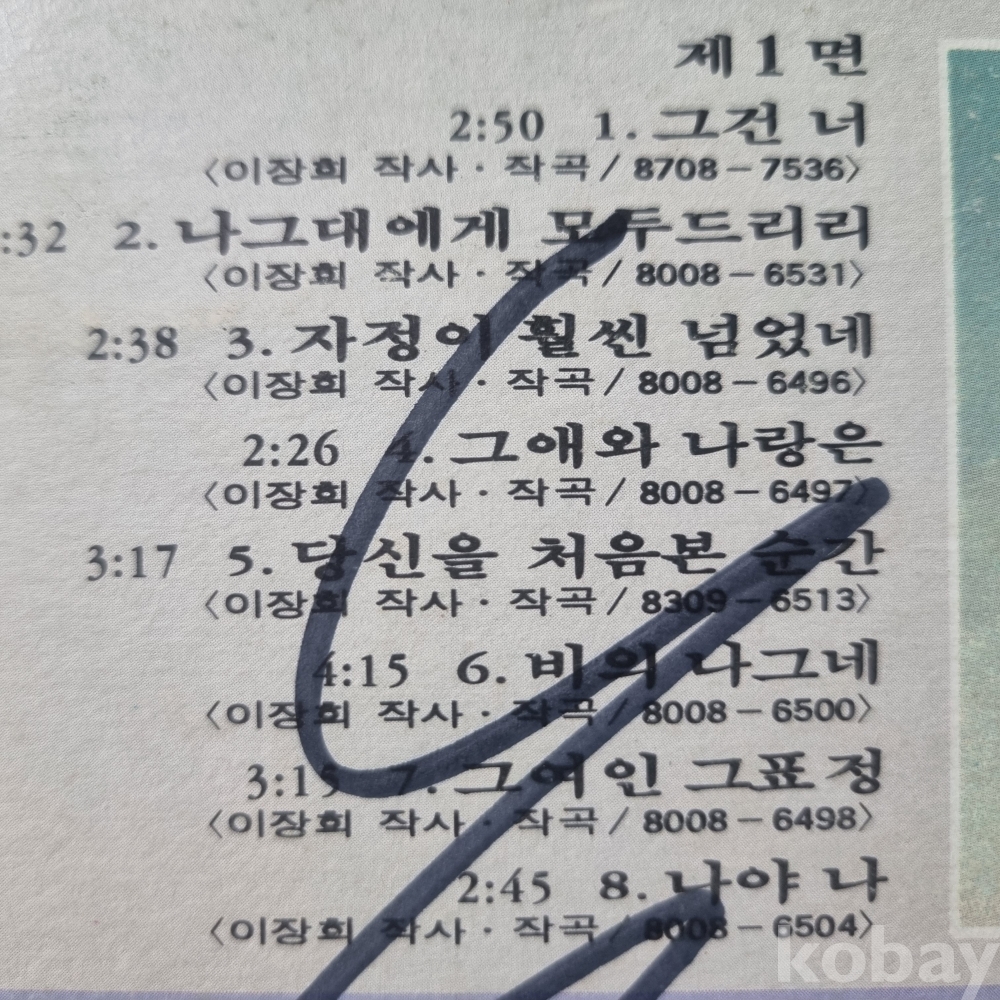 제1면
2:50 1. 그건 너
〈이장희 작사·작곡/8708-7536〉
:32 2. 나그대에게 모두드리리
〈이장희 작사·작곡/8008-6531〉
2:38 3. 자정이 훨씬 넘었네
〈이장희 작사·작곡/8008-6496〉
2:26 4. 그애와 나랑은
〈이장희 작사·작곡/8008-6497〉
3:17 5. 당신을 처음본 순간
〈이장희 작사·작곡/8309-6513〉
4:15 6. 비의 나그네
〈이장희 작사·작곡/8008-6500〉
3:15 7. 그여인 그표정
〈이장희 작사·작곡/8008-6498〉
2:45 8. 나야 나
〈이장희 작사·작곡/8008-6504〉
kobay